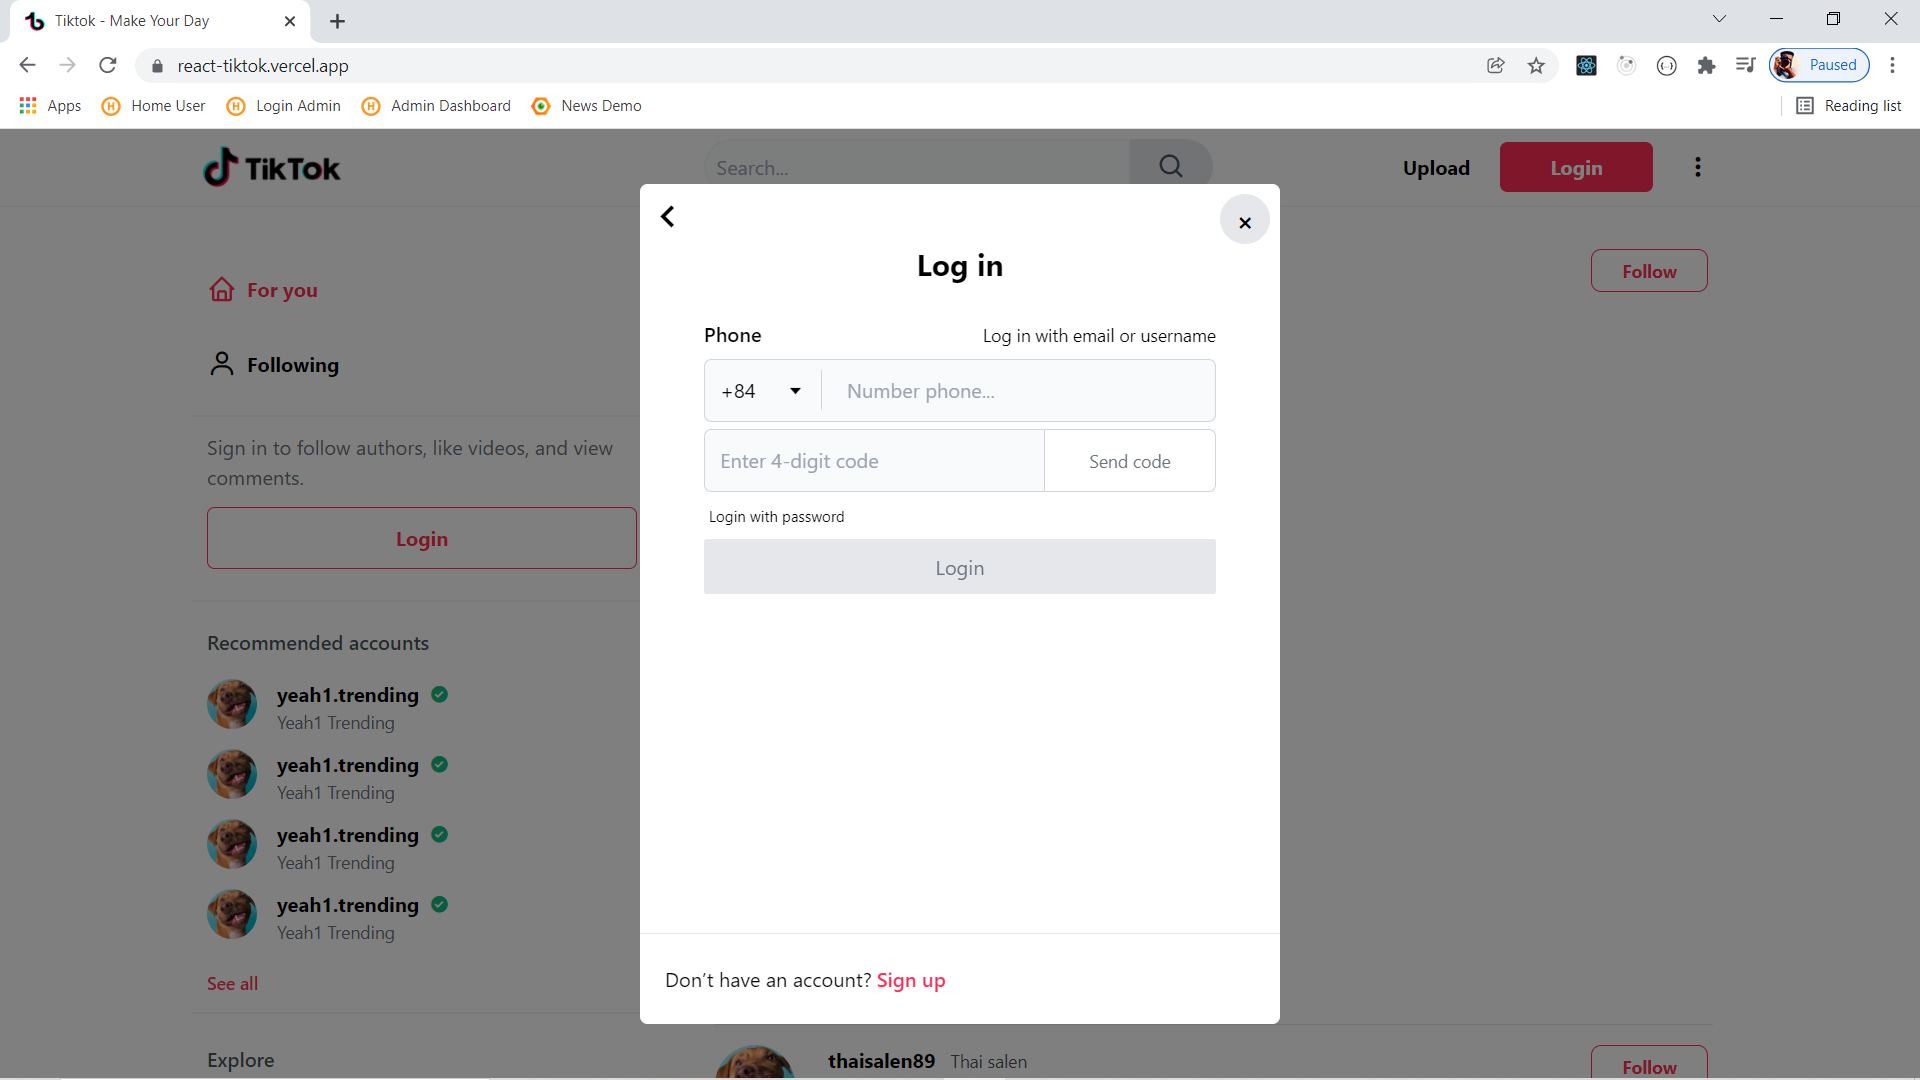 Tiktok - Make Your Day
react-tiktok.vercel.app
Paused
Apps
Home User
Login Admin
Admin Dashboard
News Demo
Reading list
TikTok
Search...
Upload
Login
Log in
For you
Follow
Phone
Log in with email or username
Following
+84
Number phone...
Sign in to follow authors, like videos, and view
comments.
Enter 4-digit code
Send code
Login with password
Login
Login
Recommended accounts
yeah1.trending
Yeah1 Trending
yeah1.trending
Yeah1 Trending
yeah1.trending
Yeah1 Trending
yeah1.trending
Yeah1 Trending
See all
Don’t have an account? Sign up
Explore
thaisalen89 Thai salen
Follow